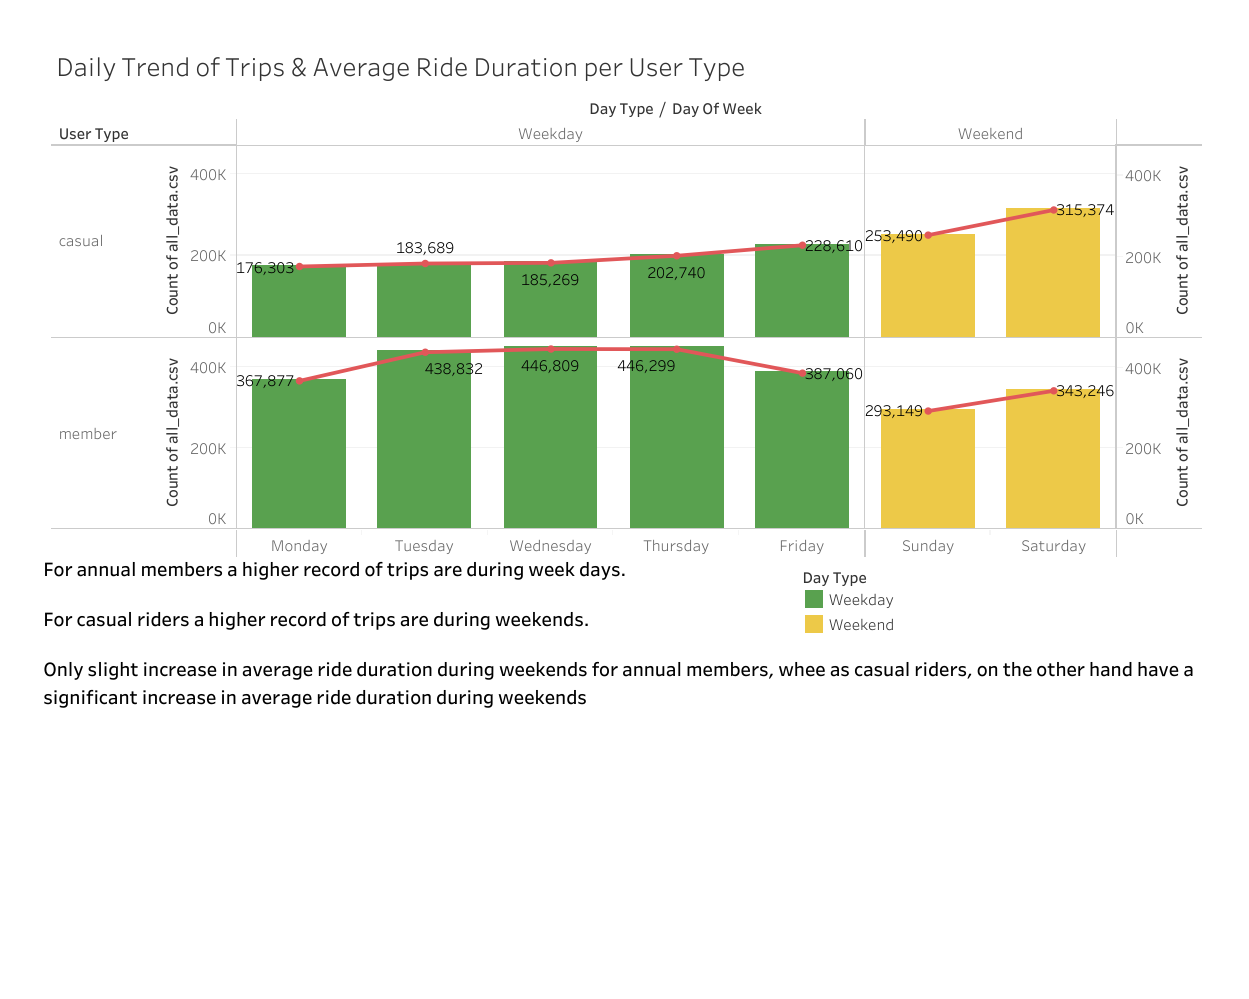 Daily Trend of Trips & Average Ride Duration per User Type
Day Type / Day Of Week
User Type
Weekday
Weekend
casual
Count of all_data.csv
400K
200K
0K
176,303
183,689
185,269
202,740
228,610
253,490
315,374
400K
200K
0K
Count of all_data.csv
member
Count of all_data.csv
400K
200K
0K
367,877
438,832
446,809
446,299
387,060
293,149
343,246
400K
200K
0K
Count of all_data.csv
Monday
Tuesday
Wednesday
Thursday
Friday
Sunday
Saturday
For annual members a higher record of trips are during week days.
For casual riders a higher record of trips are during weekends.
Day Type
Weekday
Weekend
Only slight increase in average ride duration during weekends for annual members, whee as casual riders, on the other hand have a
significant increase in average ride duration during weekends